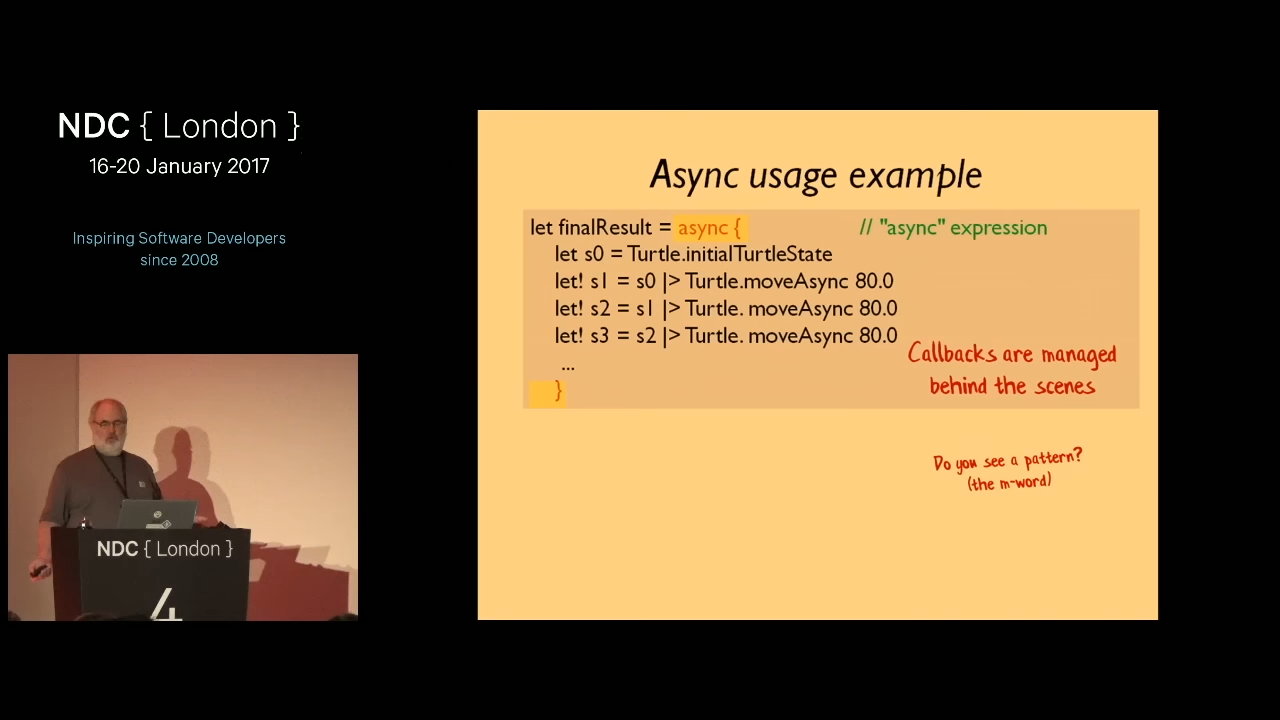 NDC { London }
16-20 January 2017
Inspiring Software Developers
since 2008
Async usage example
let finalResult = async { // "async" expression
let s0 = Turtle.initialTurtleState
let! s1 = s0 |> Turtle.moveAsync 80.0
let! s2 = s1 |> Turtle. moveAsync 80.0
let! s3 = s2 |> Turtle. moveAsync 80.0
...
}
Callbacks are managed
behind the scenes
Do you see a pattern?
(the m-word)
NDC { London }
4